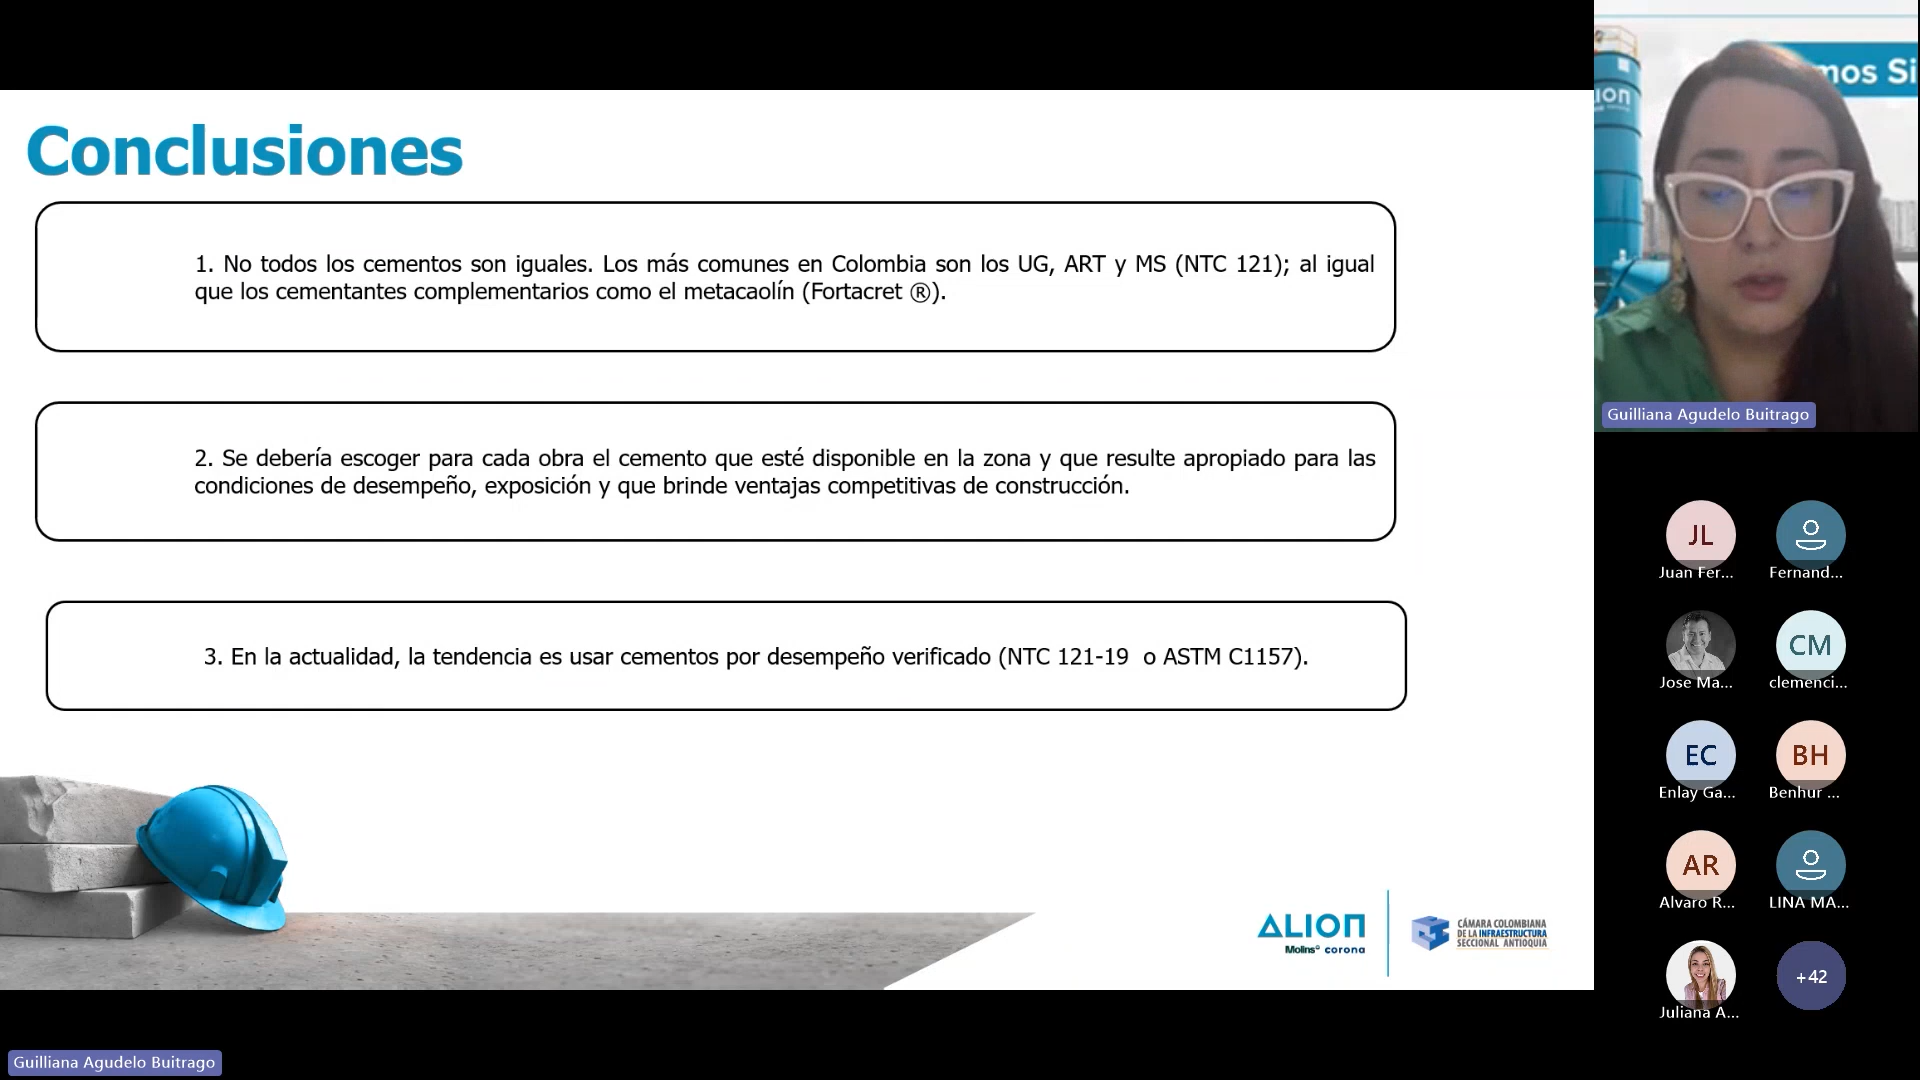 Conclusiones
1. No todos los cementos son iguales. Los más comunes en Colombia son los UG, ART y MS (NTC 121); al igual
que los cementantes complementarios como el metacaolín (Fortacret ®).
2. Se debería escoger para cada obra el cemento que esté disponible en la zona y que resulte apropiado para las
condiciones de desempeño, exposición y que brinde ventajas competitivas de construcción.
3. En la actualidad, la tendencia es usar cementos por desempeño verificado (NTC 121-19 o ASTM C1157).
ALION
Molins corona
CÁMARA COLOMBIANA
DE LA INFRAESTRUCTURA
SECCIONAL ANTIOQUIA
Guilliana Agudelo Buitrago
mos Si
ION
Guilliana Agudelo Buitrago
JL
Juan Fer...
Fernand...
Jose Ma...
CM
clemenci...
EC
Enlay Ga...
BH
Benhur ...
AR
Alvaro R...
LINA MA...
Juliana A...
+42